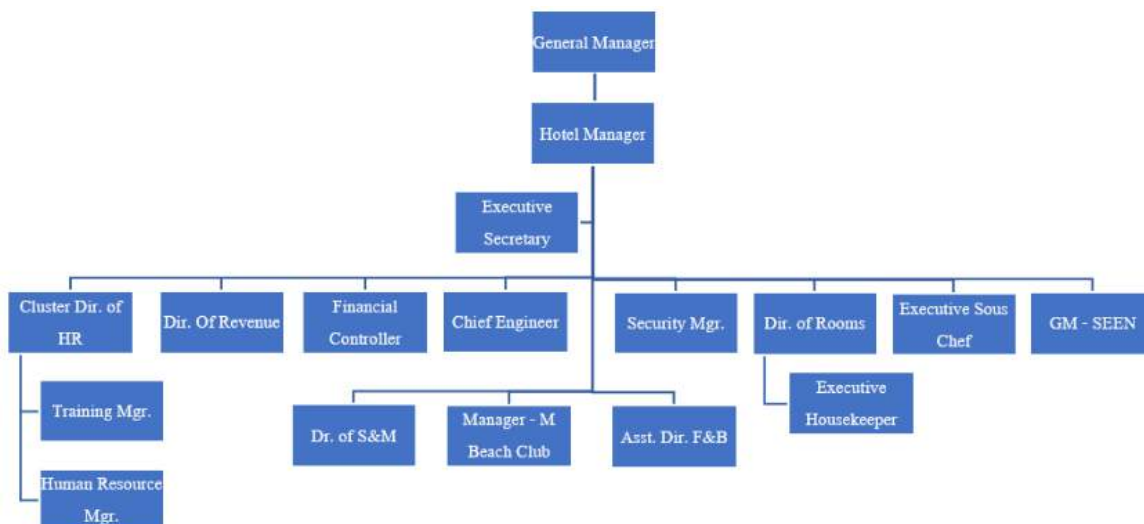 General Manager
Hotel Manager
Executive
Secretary
Cluster Dir. of
HR
Dir. Of Revenue
Financial
Controller
Chief Engineer
Security Mgr.
Dir. of Rooms
Executive Sous
Chef
GM - SEEN
Training Mgr.
Human Resource
Mgr.
Dr. of S&M
Manager - M
Beach Club
Asst. Dir. F&B
Executive
Housekeeper